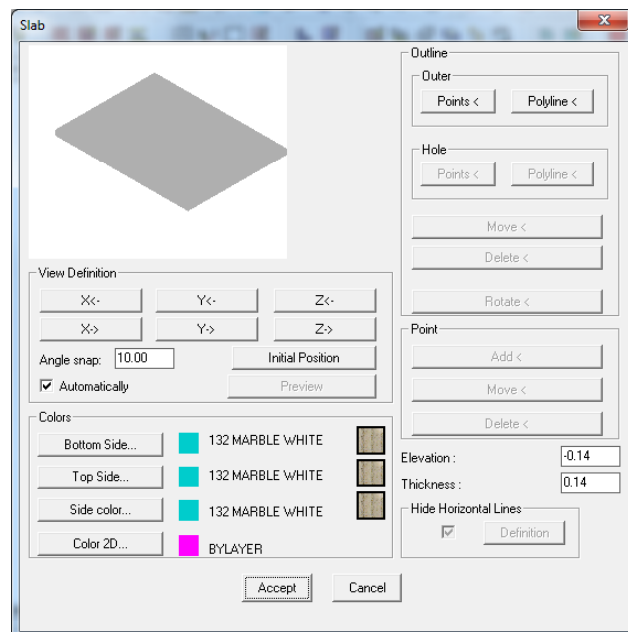 Slab
Outline
Outer
Points <
Polyline <
Hole
Points <
Polyline <
Move <
Delete <
Rotate <
View Definition
X<-
Y<-
Z<-
X->
Y->
Z->
Angle snap:
10.00
Initial Position
Automatically
Preview
Point
Add <
Move <
Delete <
Colors
Bottom Side...
132 MARBLE WHITE
Top Side...
132 MARBLE WHITE
Side color...
132 MARBLE WHITE
Color 2D...
BYLAYER
Elevation :
-0.14
Thickness :
0.14
Hide Horizontal Lines
Definition
Accept
Cancel